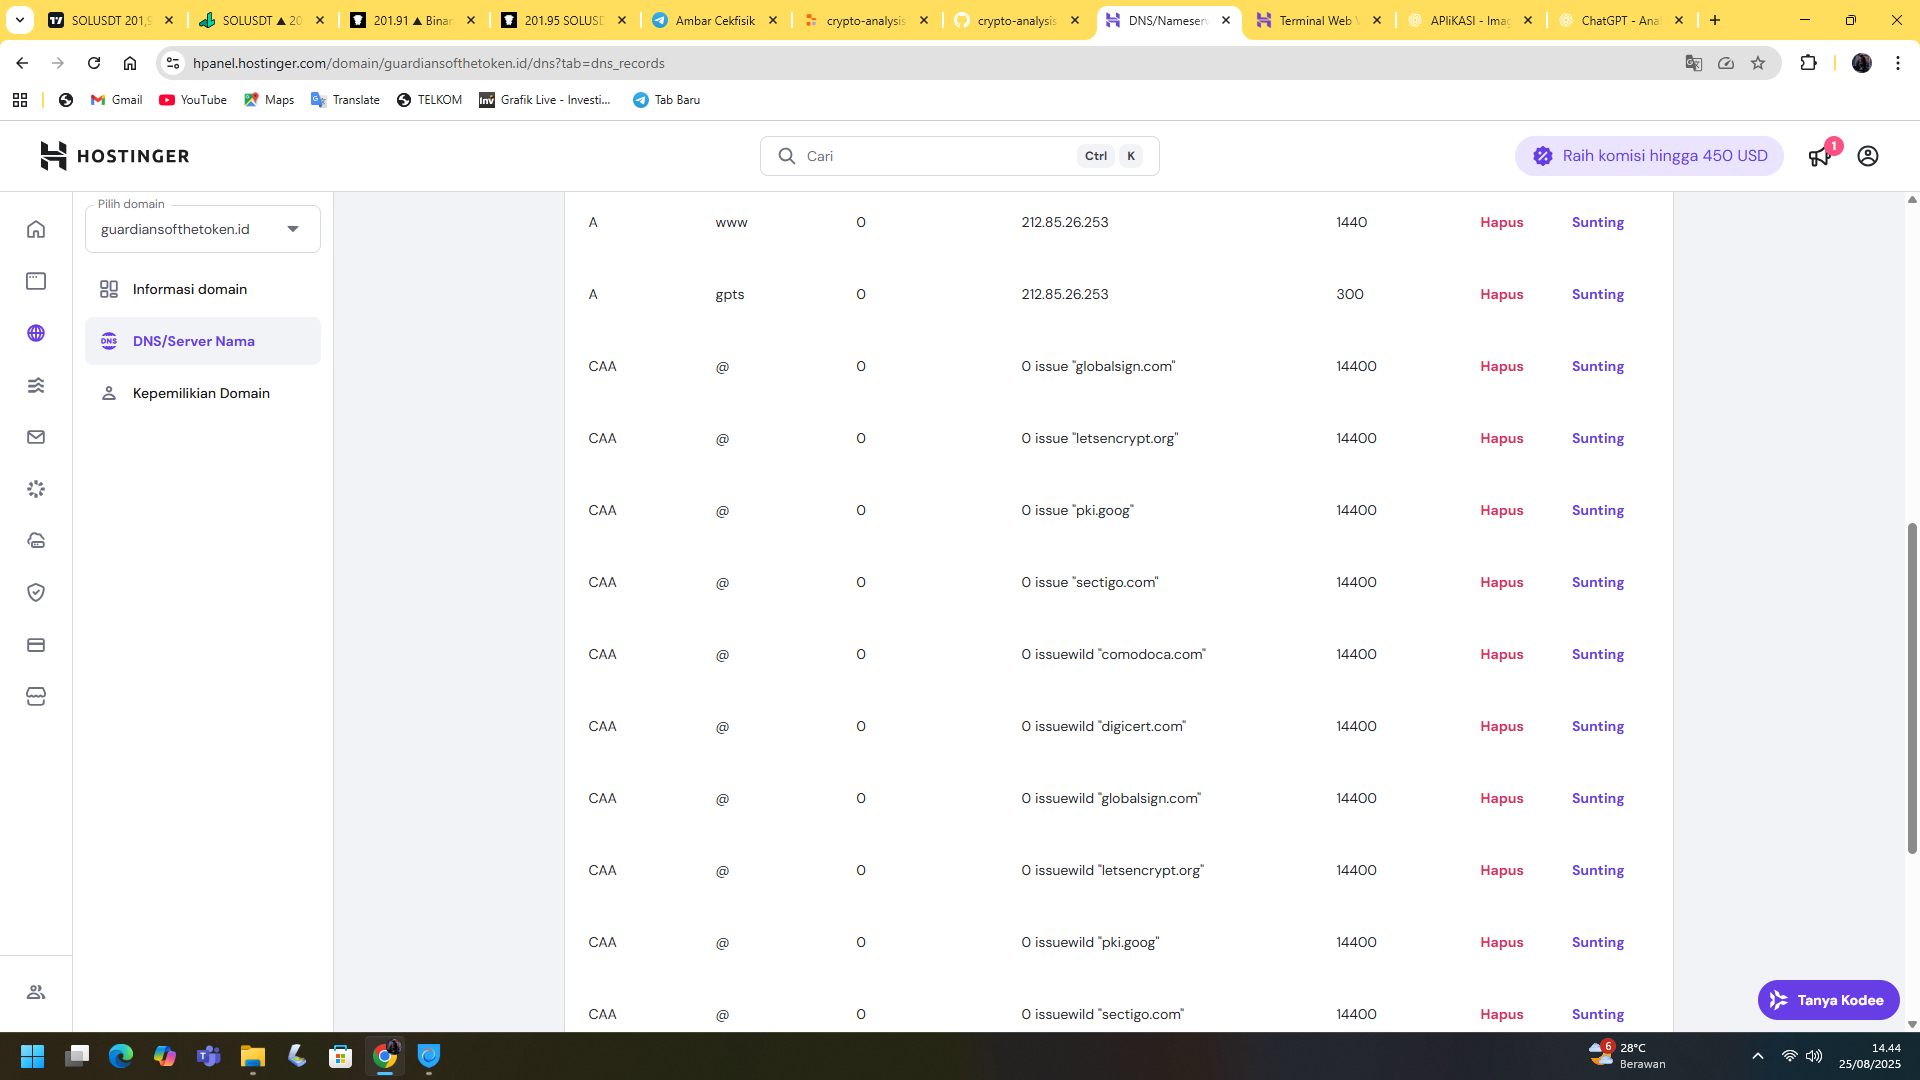 SOLUSDT 201,9
SOLUSDT ▲ 20
201.91 ▲ Binan
201.95 SOLUSD
Ambar Cekfisik
crypto-analysis
crypto-analysis
DNS/Nameserv
Terminal Web V
APliKASI - Imag
ChatGPT - Anal
hpanel.hostinger.com/domain/guardiansofthetoken.id/dns?tab=dns_records
Gmail
YouTube
Maps
Translate
TELKOM
Inv Grafik Live - Investi...
Tab Baru
HOSTINGER
Cari
Ctrl
K
Raih komisi hingga 450 USD
1
Pilih domain
guardiansofthetoken.id
Informasi domain
DNS DNS/Server Nama
Kepemilikan Domain
A www 0 212.85.26.253 1440 Hapus Sunting
A gpts 0 212.85.26.253 300 Hapus Sunting
CAA @ 0 0 issue "globalsign.com" 14400 Hapus Sunting
CAA @ 0 0 issue "letsencrypt.org" 14400 Hapus Sunting
CAA @ 0 0 issue "pki.goog" 14400 Hapus Sunting
CAA @ 0 0 issue "sectigo.com" 14400 Hapus Sunting
CAA @ 0 0 issuewild "comodoca.com" 14400 Hapus Sunting
CAA @ 0 0 issuewild "digicert.com" 14400 Hapus Sunting
CAA @ 0 0 issuewild "globalsign.com" 14400 Hapus Sunting
CAA @ 0 0 issuewild "letsencrypt.org" 14400 Hapus Sunting
CAA @ 0 0 issuewild "pki.goog" 14400 Hapus Sunting
CAA @ 0 0 issuewild "sectigo.com" 14400 Hapus Sunting
Tanya Kodee
6
28°C
Berawan
14.44
25/08/2025